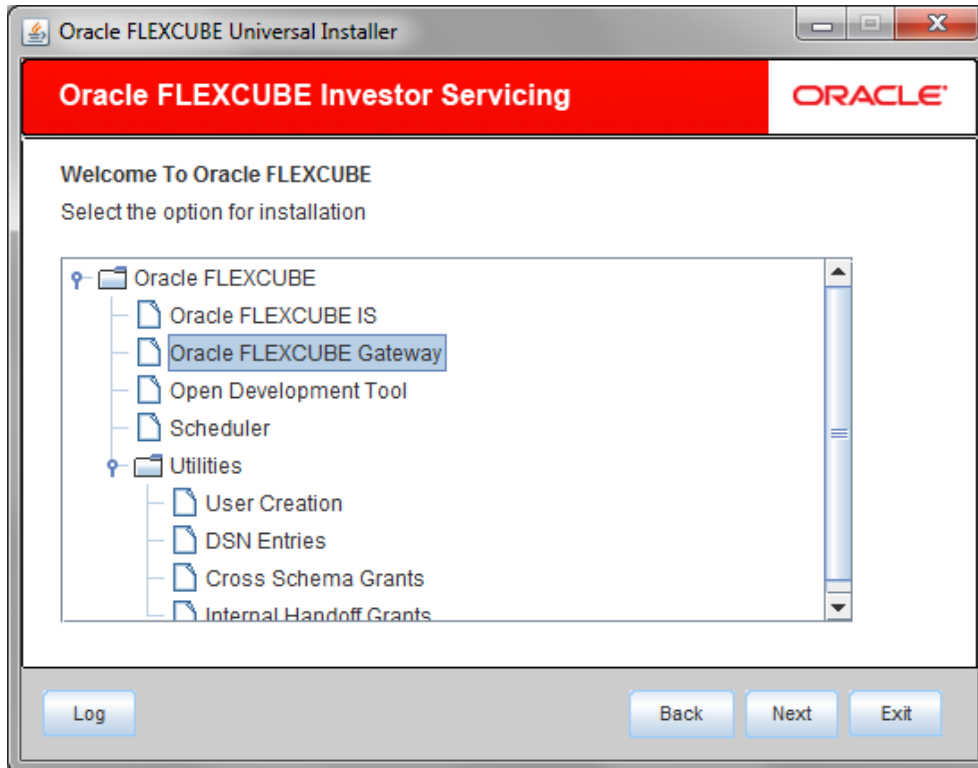 Oracle FLEXCUBE Universal Installer
Oracle FLEXCUBE Investor Servicing
ORACLE
Welcome To Oracle FLEXCUBE
Select the option for installation
Oracle FLEXCUBE
Oracle FLEXCUBE IS
Oracle FLEXCUBE Gateway
Open Development Tool
Scheduler
Utilities
User Creation
DSN Entries
Cross Schema Grants
Internal Handoff Grants
Log
Back
Next
Exit